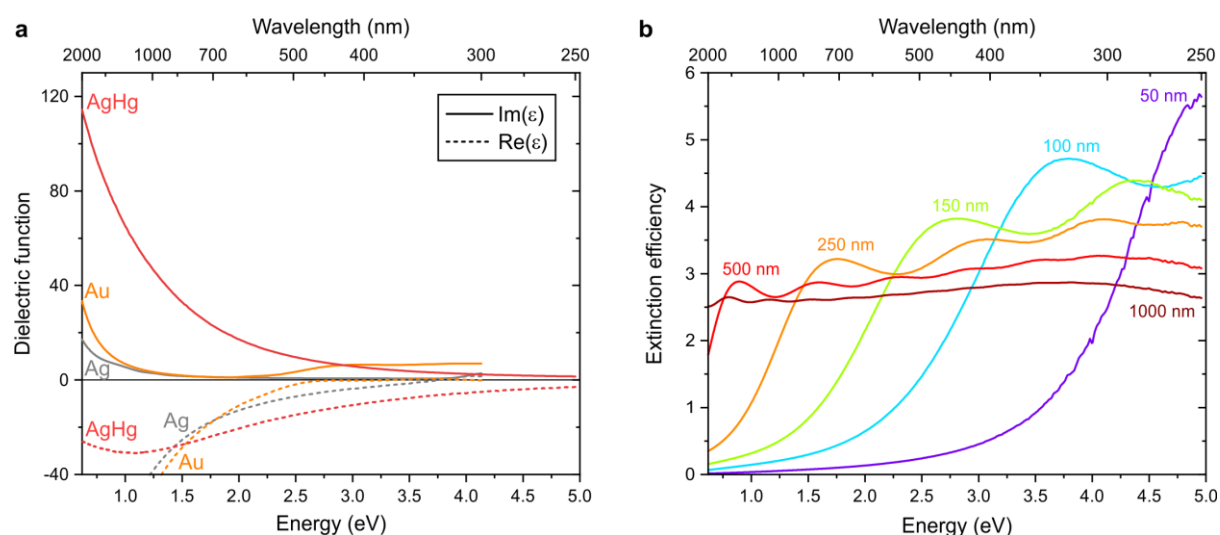 a
Wavelength (nm)
2000 1000 700 500 400 300 250
120
80
40
0
-40
Dielectric function
AgHg
Im(ε)
Re(ε)
Au
Ag
AgHg
Ag
Au
1.0 1.5 2.0 2.5 3.0 3.5 4.0 4.5 5.0
Energy (eV)
b
Wavelength (nm)
2000 1000 700 500 400 300 250
6
5
4
3
2
1
0
Extinction efficiency
50 nm
100 nm
150 nm
250 nm
500 nm
1000 nm
1.0 1.5 2.0 2.5 3.0 3.5 4.0 4.5 5.0
Energy (eV)